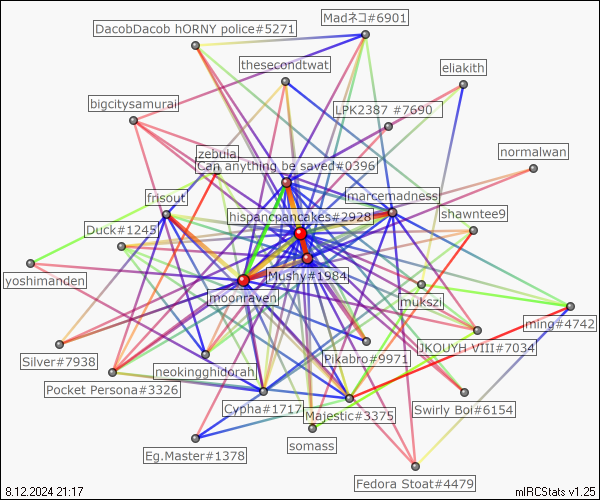 Madネコ#6901
DacobDacob hORNY police#5271
thesecondtwat
eliakith
bigcitysamurai
LPK2387 #7690
zebula
normalwan
Can anything be saved#0396
frisout
marcemadness
hispancpancakes#2928
shawntee9
Duck#1245
Mushy#1984
yoshimanden
moonraven
mukszi
ming#4742
JKOUYH VIII#7034
Silver#7938
Pikabro#9971
neokingghidorah
Pocket Persona#3326
Cypha#1717
Majestic#3375
Swirly Boi#6154
somass
Eg.Master#1378
Fedora Stoat#4479
8.12.2024 21:17
mIRCStats v1.25